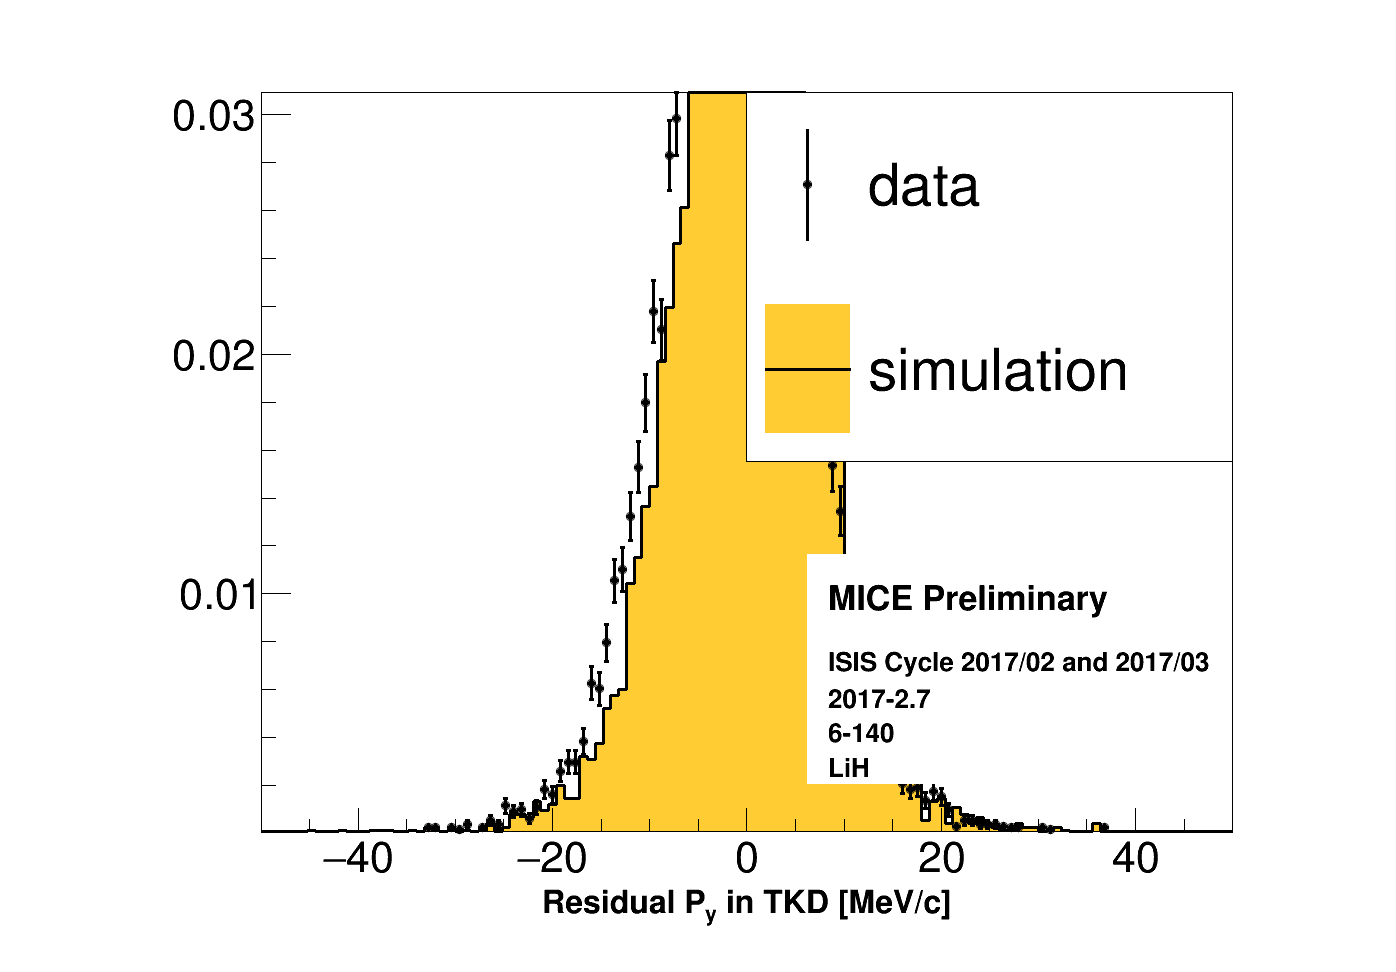 0.03
data
0.02
simulation
0.01
MICE Preliminary
ISIS Cycle 2017/02 and 2017/03
2017-2.7
6-140
LiH
−40 −20 0 20 40
Residual Py in TKD [MeV/c]